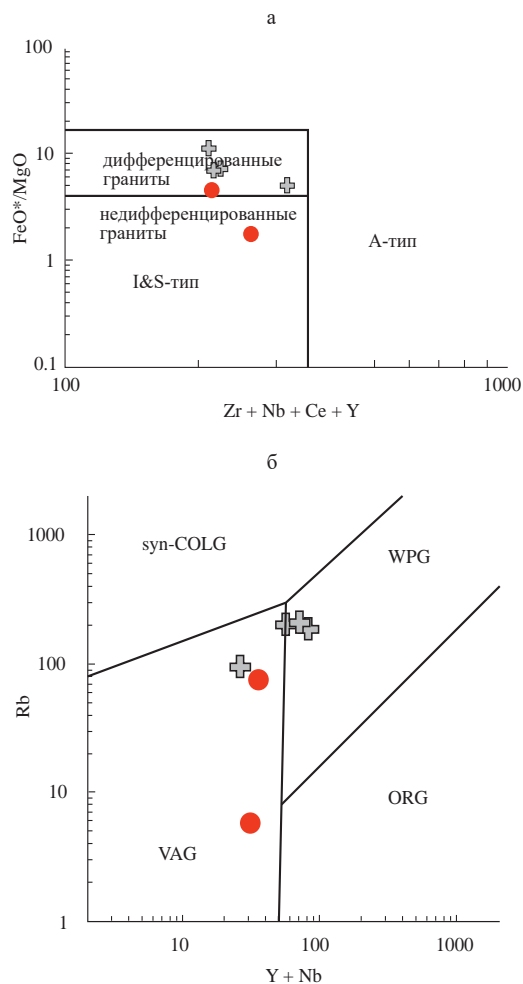 а
100
10
1
0.1
FeO*/MgO
дифференцированные
граниты
недифференцированные
граниты
I&S-тип
А-тип
100
1000
Zr + Nb + Ce + Y
б
1000
100
10
1
Rb
syn-COLG
WPG
ORG
VAG
10
100
1000
Y + Nb